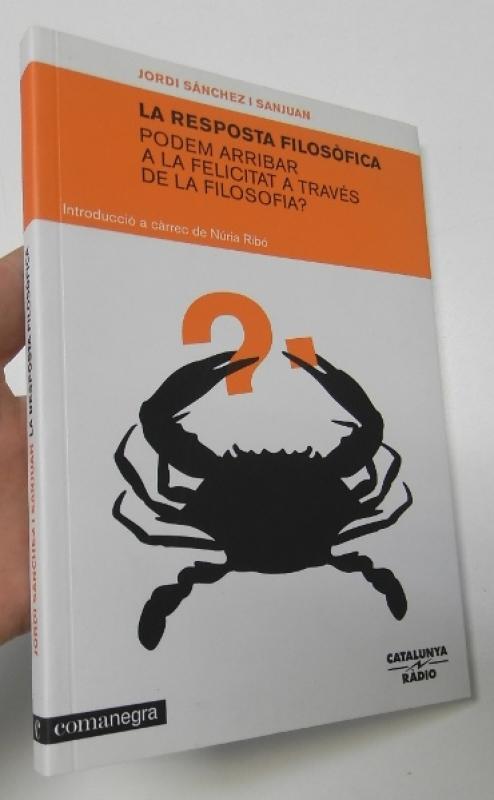 JORDI SÁNCHEZ I SANJUAN
LA RESPOSTA FILOSÒFICA
PODEM ARRIBAR
A LA FELICITAT A TRAVÉS
DE LA FILOSOFIA?
Introducció a càrrec de Núria Ribó
?
CATALUNYA
RÀDIO
comanegra
JORDI SÁNCHEZ I SANJUAN LA RESPOSTA FILOSÒFICA